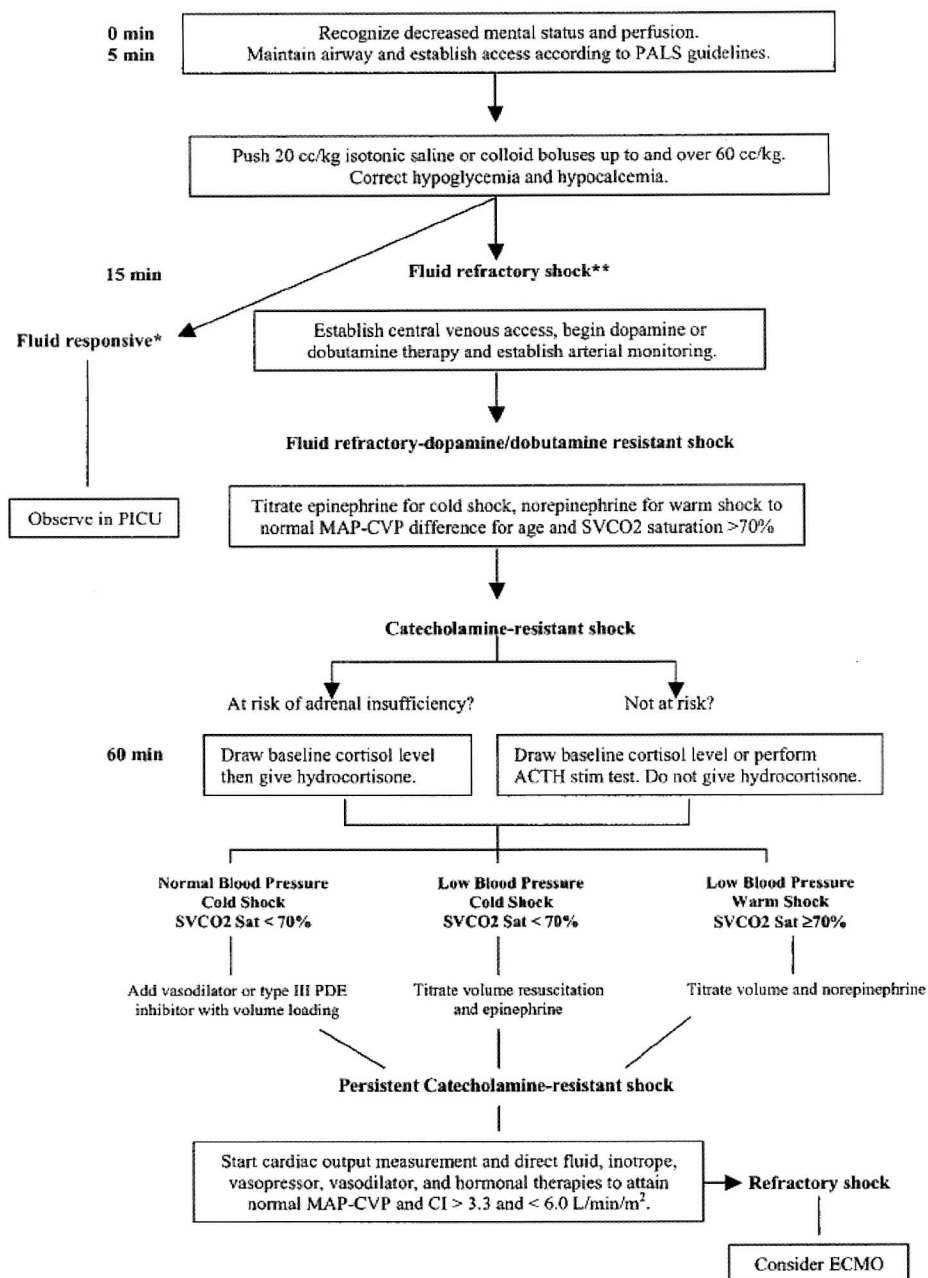 0 min
Recognize decreased mental status and perfusion.
5 min
Maintain airway and establish access according to PALS guidelines.
Push 20 cc/kg isotonic saline or colloid boluses up to and over 60 cc/kg.
Correct hypoglycemia and hypocalcemia.
15 min
Fluid refractory shock**
Fluid responsive*
Establish central venous access, begin dopamine or
dobutamine therapy and establish arterial monitoring.
Fluid refractory-dopamine/dobutamine resistant shock
Observe in PICU
Titrate epinephrine for cold shock, norepinephrine for warm shock to
normal MAP-CVP difference for age and SVCO2 saturation >70%
Catecholamine-resistant shock
At risk of adrenal insufficiency?
Not at risk?
60 min
Draw baseline cortisol level
then give hydrocortisone.
Draw baseline cortisol level or perform
ACTH stim test. Do not give hydrocortisone.
Normal Blood Pressure
Cold Shock
SVCO2 Sat < 70%
Low Blood Pressure
Cold Shock
SVCO2 Sat < 70%
Low Blood Pressure
Warm Shock
SVCO2 Sat ≥70%
Add vasodilator or type III PDE
inhibitor with volume loading
Titrate volume resuscitation
and epinephrine
Titrate volume and norepinephrine
Persistent Catecholamine-resistant shock
Start cardiac output measurement and direct fluid, inotrope,
vasopressor, vasodilator, and hormonal therapies to attain
normal MAP-CVP and CI > 3.3 and < 6.0 L/min/m².
Refractory shock
Consider ECMO